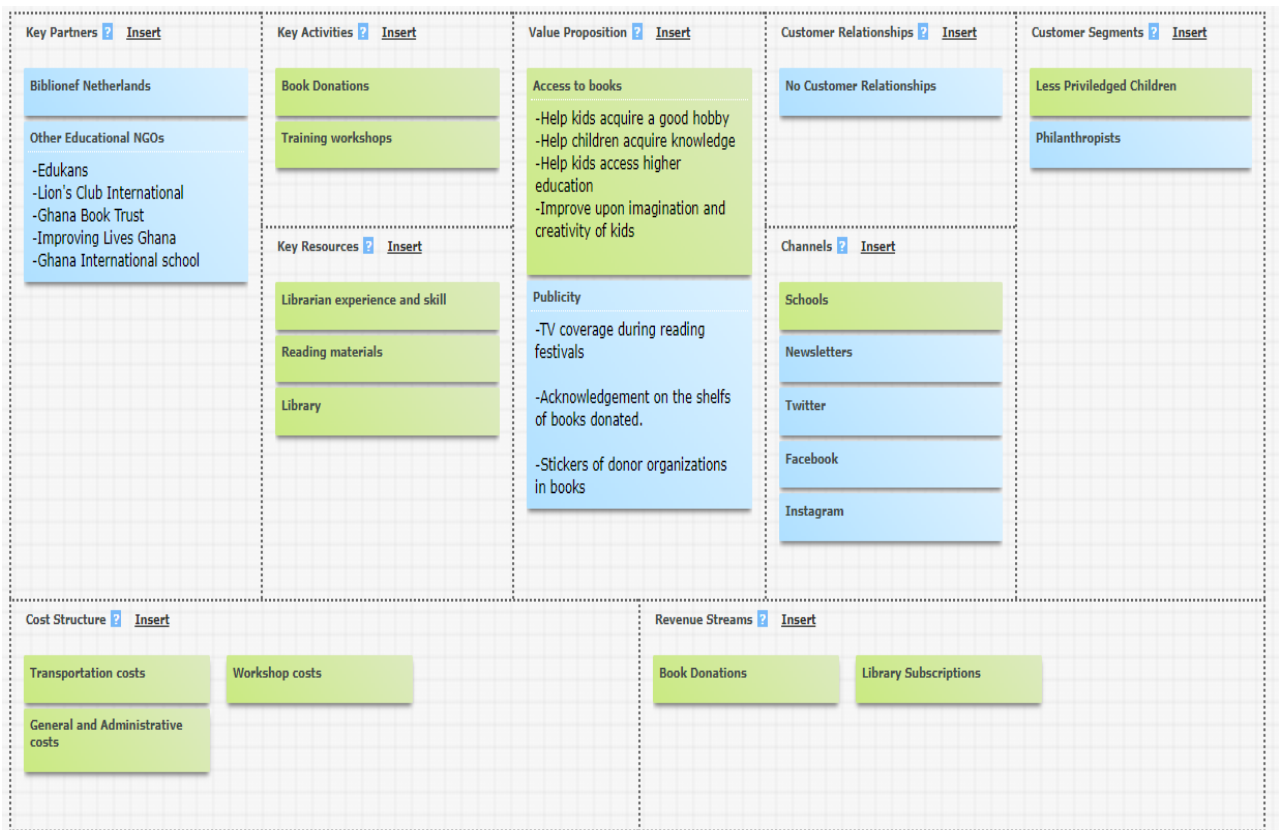 Key Partners ? Insert
Biblionef Netherlands
Other Educational NGOs
-Edukans
-Lion's Club International
-Ghana Book Trust
-Improving Lives Ghana
-Ghana International school
Key Activities ? Insert
Book Donations
Training workshops
Key Resources ? Insert
Librarian experience and skill
Reading materials
Library
Value Proposition ? Insert
Access to books
-Help kids acquire a good hobby
-Help children acquire knowledge
-Help kids access higher
education
-Improve upon imagination and
creativity of kids
Publicity
-TV coverage during reading
festivals
-Acknowledgement on the shelfs
of books donated.
-Stickers of donor organizations
in books
Customer Relationships ? Insert
No Customer Relationships
Channels ? Insert
Schools
Newsletters
Twitter
Facebook
Instagram
Customer Segments ? Insert
Less Priviledged Children
Philanthropists
Cost Structure ? Insert
Transportation costs
Workshop costs
General and Administrative
costs
Revenue Streams ? Insert
Book Donations
Library Subscriptions